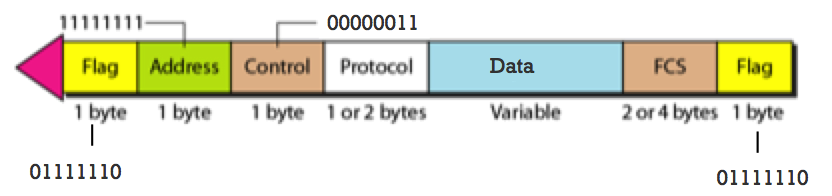 11111111 00000011
Flag Address Control Protocol Data FCS Flag
1 byte 1 byte 1 byte 1 or 2 bytes Variable 2 or 4 bytes 1 byte
01111110 01111110